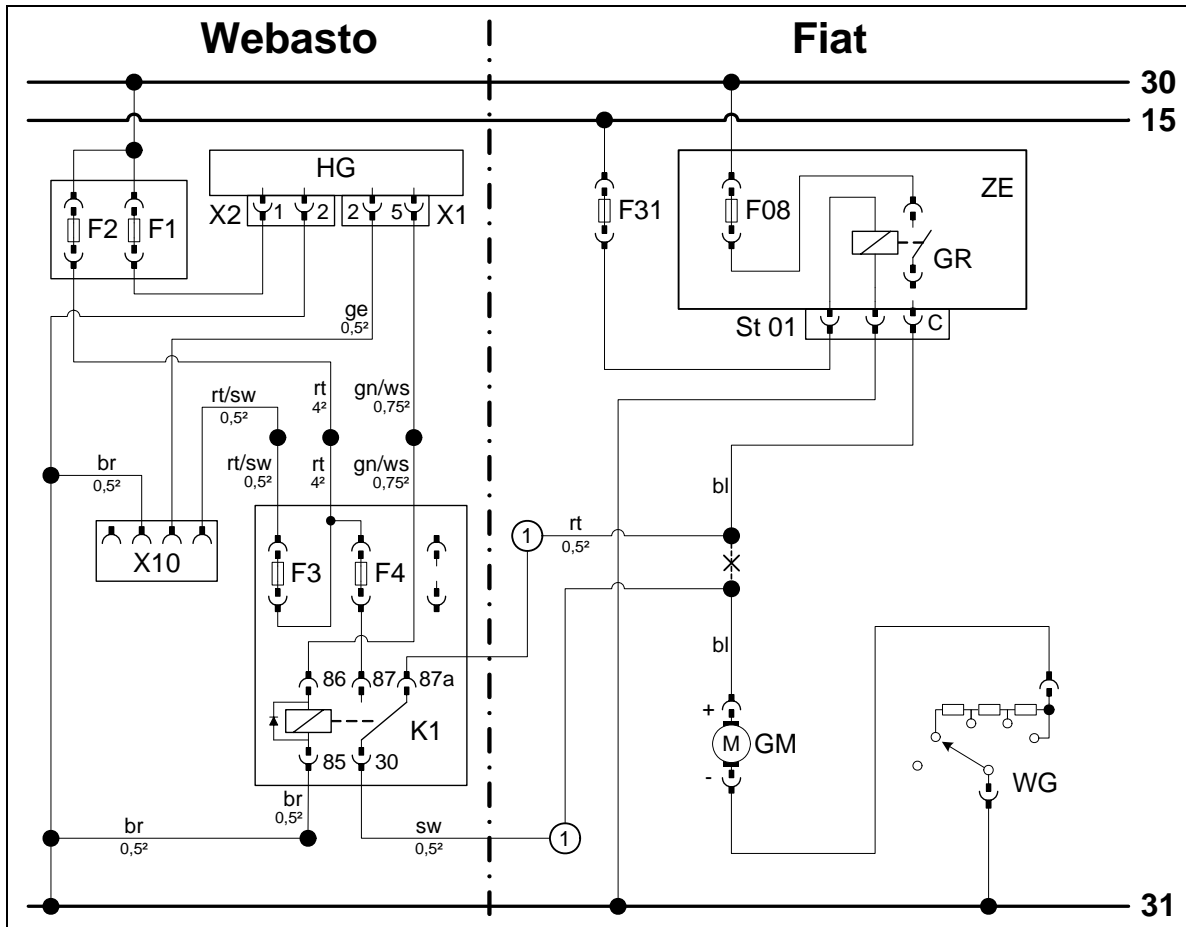 Webasto
Fiat
30
15
HG
ZE
X2 1 2 2 5 X1
F2 F1
F31
F08
GR
St 01 C
ge
0,5²
rt/sw
0,5²
rt
4²
gn/ws
0,75²
br
0,5²
rt/sw
0,5²
rt
4²
gn/ws
0,75²
bl
1
rt
0,5²
X10
F3 F4
bl
86 87 87a
K1
+
M GM
-
WG
85 30
br
0,5²
br
0,5²
sw
0,5²
1
31